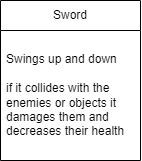 Sword
Swings up and down
if it collides with the
enemies or objects it
damages them and
decreases their health